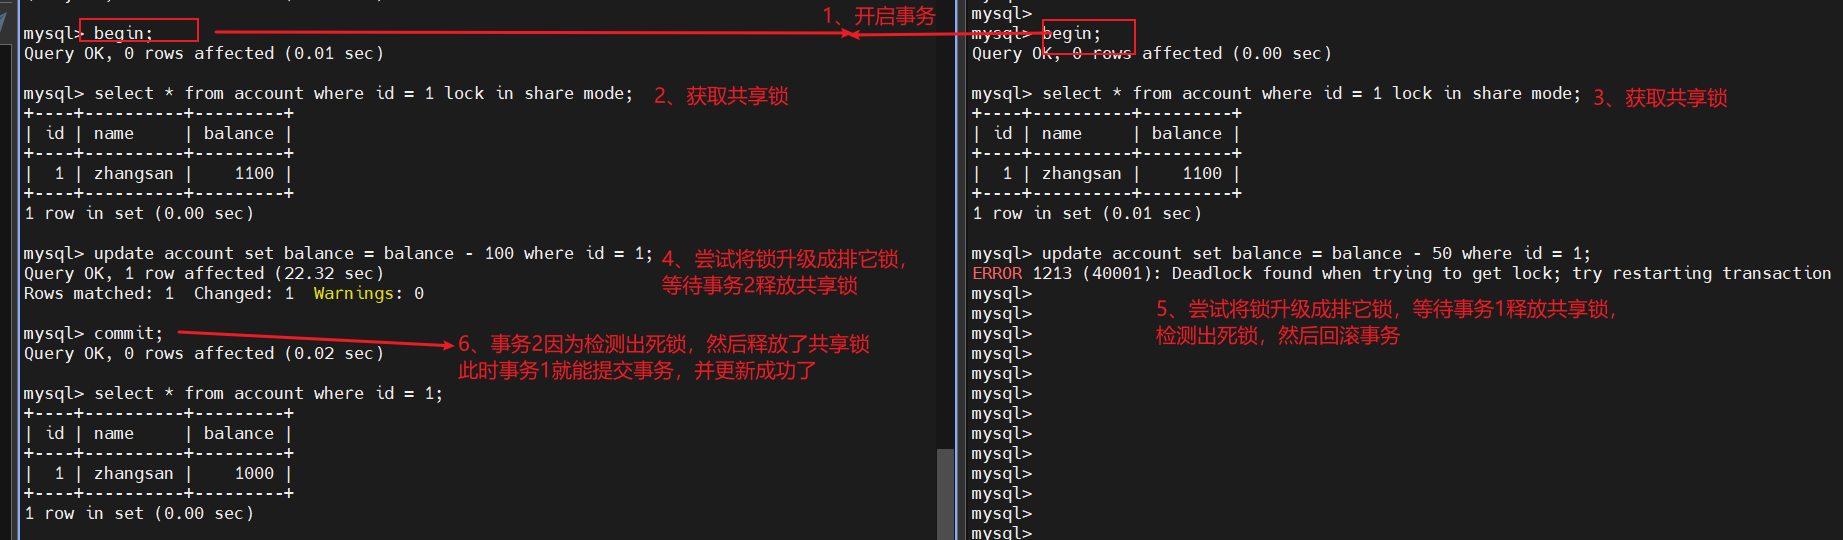 1、开启事务
mysql> begin;
Query OK, 0 rows affected (0.01 sec)
mysql> select * from account where id = 1 lock in share mode;
2、获取共享锁
+----+----------+---------+
| id | name     | balance |
+----+----------+---------+
|  1 | zhangsan |    1100 |
+----+----------+---------+
1 row in set (0.00 sec)
mysql> update account set balance = balance - 100 where id = 1;
4、尝试将锁升级成排它锁，
等待事务2释放共享锁
Query OK, 1 row affected (22.32 sec)
Rows matched: 1  Changed: 1  Warnings: 0
mysql> commit;
Query OK, 0 rows affected (0.02 sec)
6、事务2因为检测出死锁，然后释放了共享锁
此时事务1就能提交事务，并更新成功了
mysql> select * from account where id = 1;
+----+----------+---------+
| id | name     | balance |
+----+----------+---------+
|  1 | zhangsan |    1000 |
+----+----------+---------+
1 row in set (0.00 sec)
mysql>
mysql> begin;
Query OK, 0 rows affected (0.00 sec)
mysql> select * from account where id = 1 lock in share mode;
3、获取共享锁
+----+----------+---------+
| id | name     | balance |
+----+----------+---------+
|  1 | zhangsan |    1100 |
+----+----------+---------+
1 row in set (0.01 sec)
mysql> update account set balance = balance - 50 where id = 1;
ERROR 1213 (40001): Deadlock found when trying to get lock; try restarting transaction
mysql>
5、尝试将锁升级成排它锁，等待事务1释放共享锁，
检测出死锁，然后回滚事务
mysql>
mysql>
mysql>
mysql>
mysql>
mysql>
mysql>
mysql>
mysql>
mysql>
mysql>
mysql>